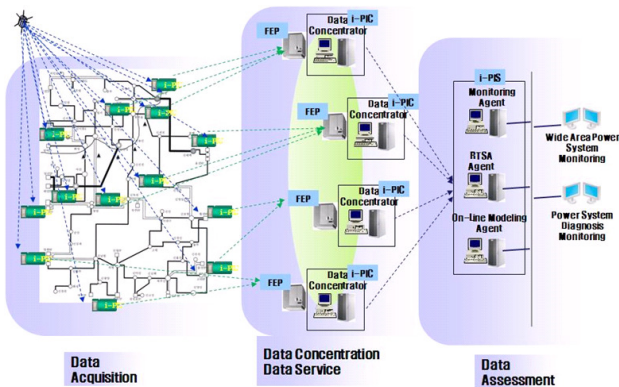 FEP
i-PIC
Data
Concentrator
FEP
i-PIC
Data
Concentrator
FEP
i-PIC
Data
Concentrator
FEP
i-PIC
Data
Concentrator
i-PIS
Monitoring
Agent
RTSA
Agent
On-Line Modeling
Agent
Wide Area Power
System
Monitoring
Power System
Diagnosis
Monitoring
Data
Acquisition
Data Concentration
Data Service
Data
Assessment